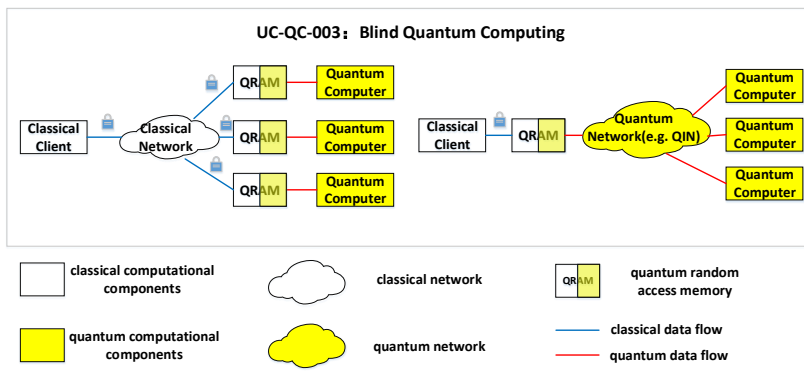 UC-QC-003：Blind Quantum Computing
Classical
Client
Classical
Network
QRAM
Quantum
Computer
QRAM
Quantum
Computer
QRAM
Quantum
Computer
Classical
Client
QRAM
Quantum
Network(e.g. QIN)
Quantum
Computer
Quantum
Computer
Quantum
Computer
classical computational
components
classical network
QRAM
quantum random
access memory
quantum computational
components
quantum network
classical data flow
quantum data flow